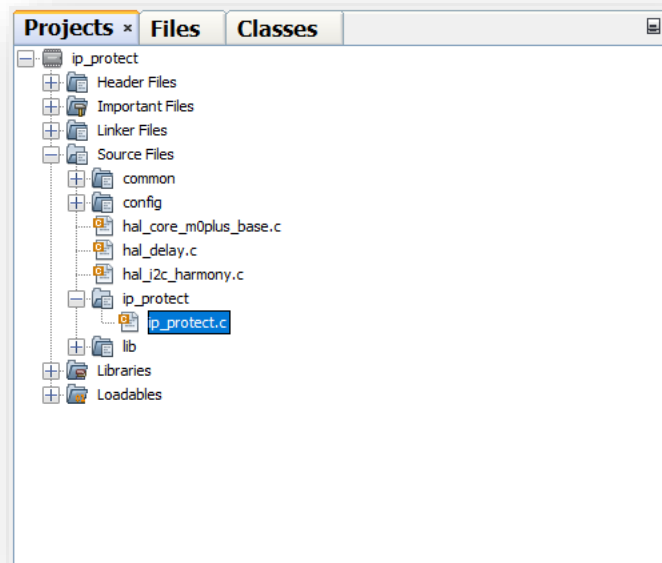 Projects × Files Classes
ip_protect
Header Files
Important Files
Linker Files
Source Files
common
config
hal_core_m0plus_base.c
hal_delay.c
hal_i2c_harmony.c
ip_protect
ip_protect.c
lib
Libraries
Loadables